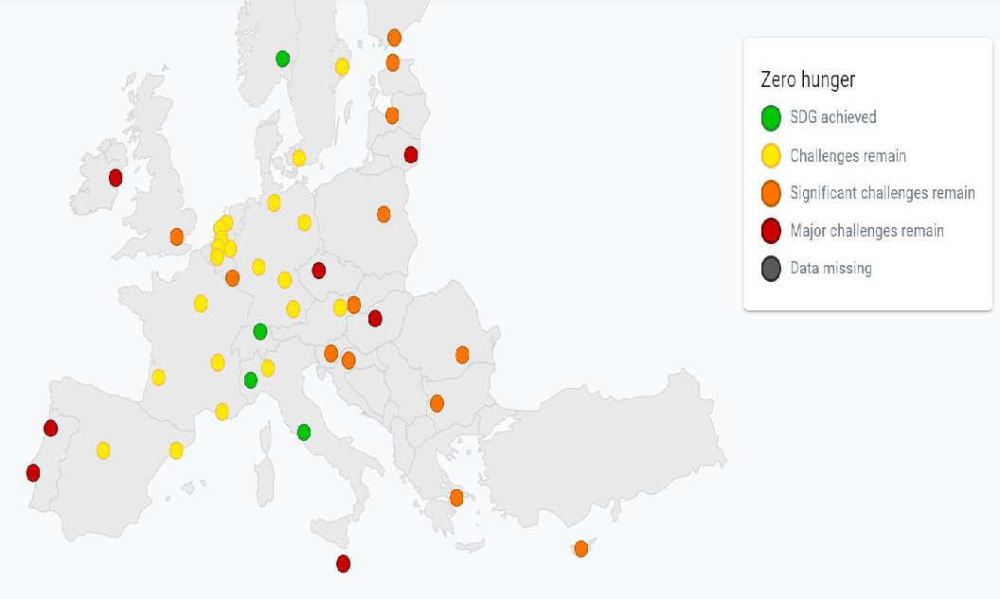 Zero hunger
SDG achieved
Challenges remain
Significant challenges remain
Major challenges remain
Data missing